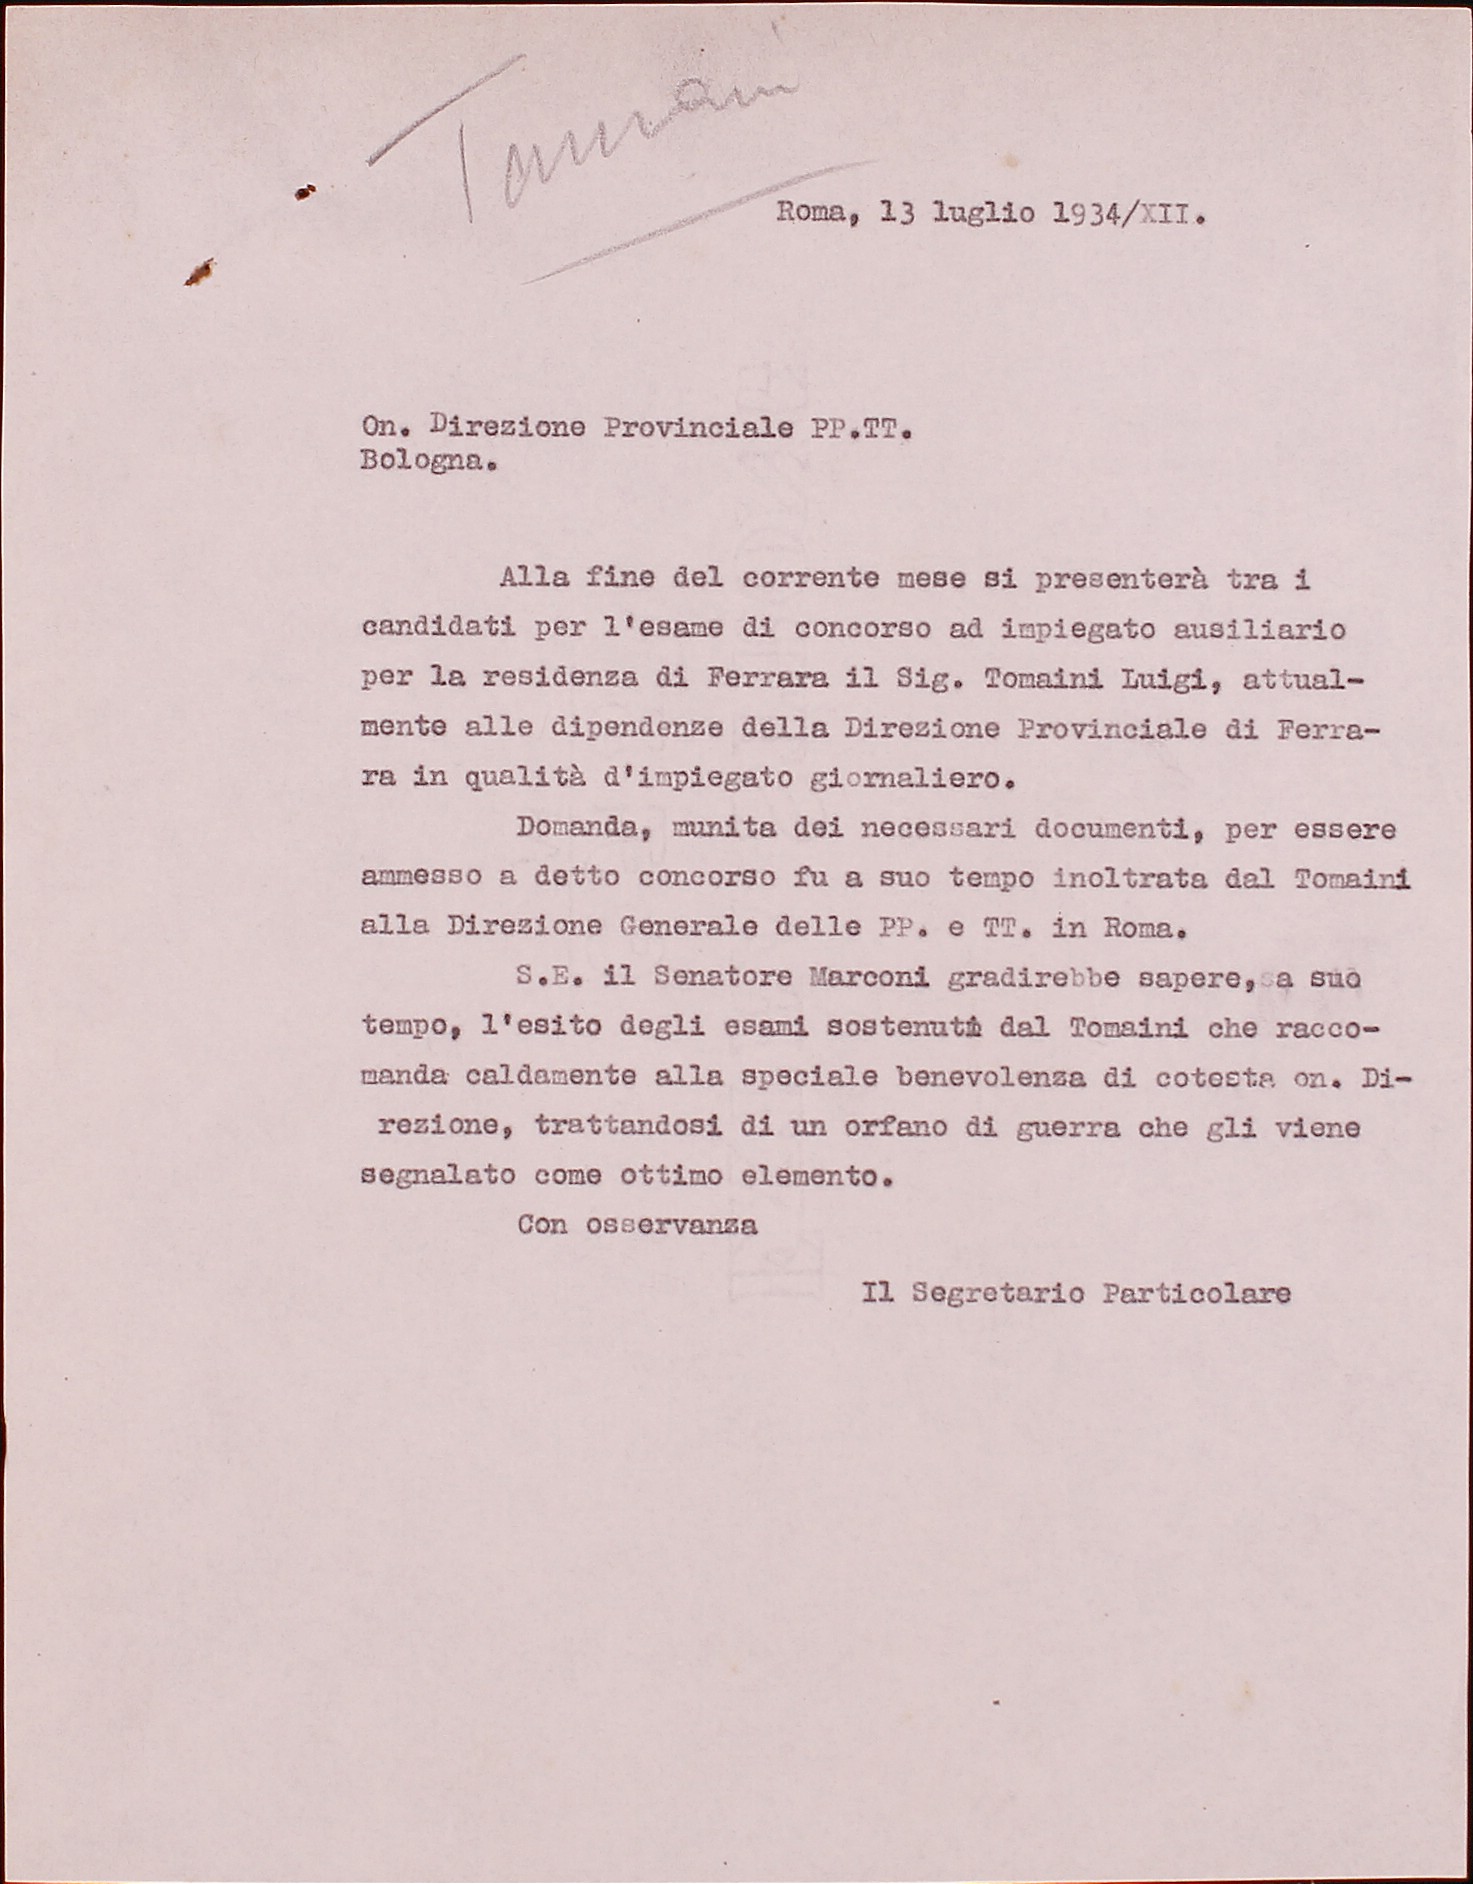 Tomaini
Roma, 13 luglio 1934/XII.
On. Direzione Provinciale PP.TT.
Bologna.
Alla fine del corrente mese si presenterà tra i
candidati per l'esame di concorso ad impiegato ausiliario
per la residenza di Ferrara il Sig. Tomaini Luigi, attual-
mente alle dipendenze della Direzione Provinciale di Ferra-
ra in qualità d'impiegato giornaliero.
Domanda, munita dei necessari documenti, per essere
ammesso a detto concorso fu a suo tempo inoltrata dal Tomaini
alla Direzione Generale delle PP. e TT. in Roma.
S.E. il Senatore Marconi gradirebbe sapere, a suo
tempo, l'esito degli esami sostenuti dal Tomaini che racco-
manda caldamente alla speciale benevolenza di cotesta on. Di-
rezione, trattandosi di un orfano di guerra che gli viene
segnalato come ottimo elemento.
Con osservanza
Il Segretario Particolare